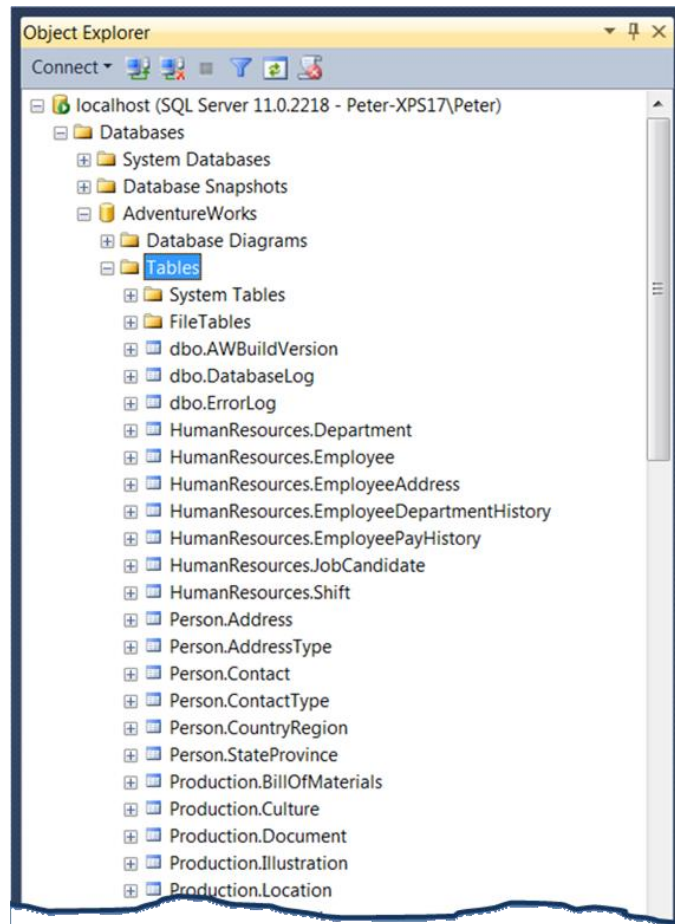 Object Explorer
Connect
localhost (SQL Server 11.0.2218 - Peter-XPS17\Peter)
Databases
System Databases
Database Snapshots
AdventureWorks
Database Diagrams
Tables
System Tables
FileTables
dbo.AWBuildVersion
dbo.DatabaseLog
dbo.ErrorLog
HumanResources.Department
HumanResources.Employee
HumanResources.EmployeeAddress
HumanResources.EmployeeDepartmentHistory
HumanResources.EmployeePayHistory
HumanResources.JobCandidate
HumanResources.Shift
Person.Address
Person.AddressType
Person.Contact
Person.ContactType
Person.CountryRegion
Person.StateProvince
Production.BillOfMaterials
Production.Culture
Production.Document
Production.Illustration
Production.Location